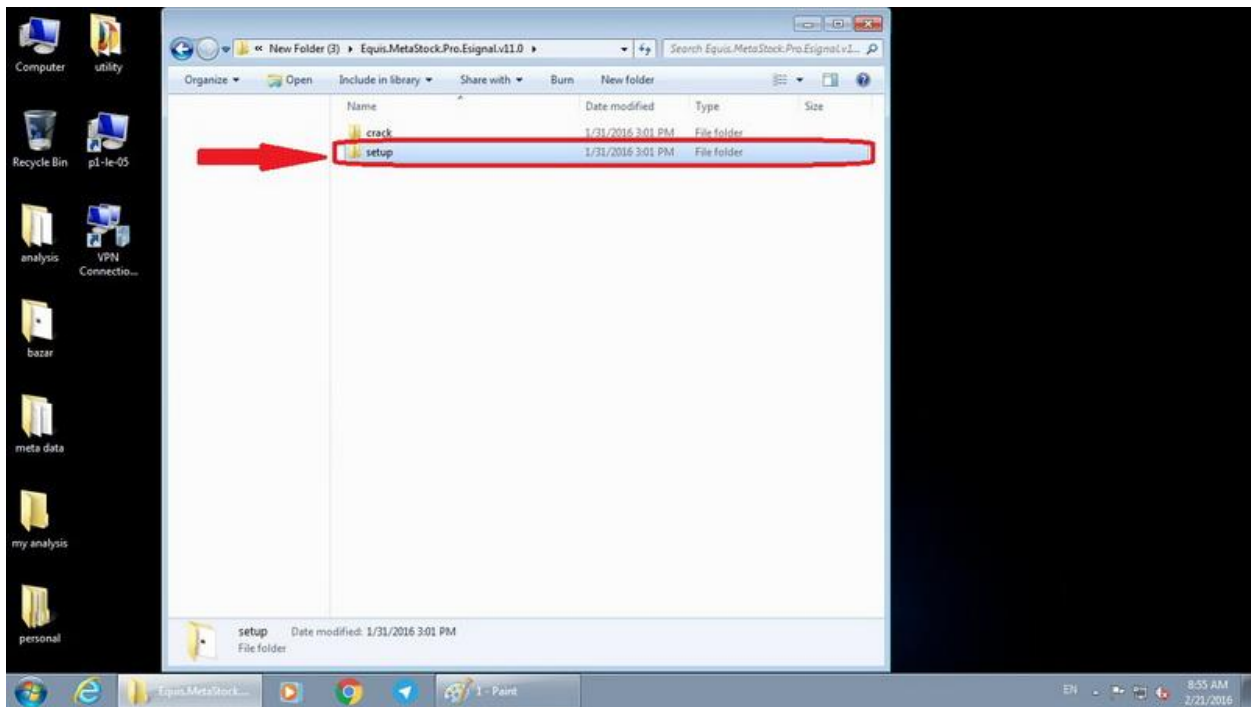 Computer
utility
Recycle Bin
p1-le-05
analysis
VPN
Connectio...
bazar
meta data
my analysis
personal
« New Folder (3) ▸ Equis.MetaStock.Pro.Esignal.v11.0 ▸
Search Equis.MetaStock.Pro.Esignal.v1...
Organize Open Include in library Share with Burn New folder
Name Date modified Type Size
crack 1/31/2016 3:01 PM File folder
setup 1/31/2016 3:01 PM File folder
setup Date modified: 1/31/2016 3:01 PM
File folder
Equis.MetaStock.... 1 - Paint EN 8:55 AM
2/21/2016